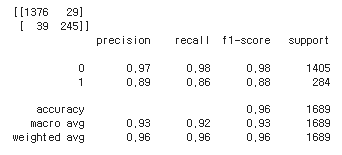 [[1376 29]
[ 39 245]]
precision recall f1-score support
0 0,97 0,98 0,98 1405
1 0,89 0,86 0,88 284
accuracy 0,96 1689
macro avg 0,93 0,92 0,93 1689
weighted avg 0,96 0,96 0,96 1689